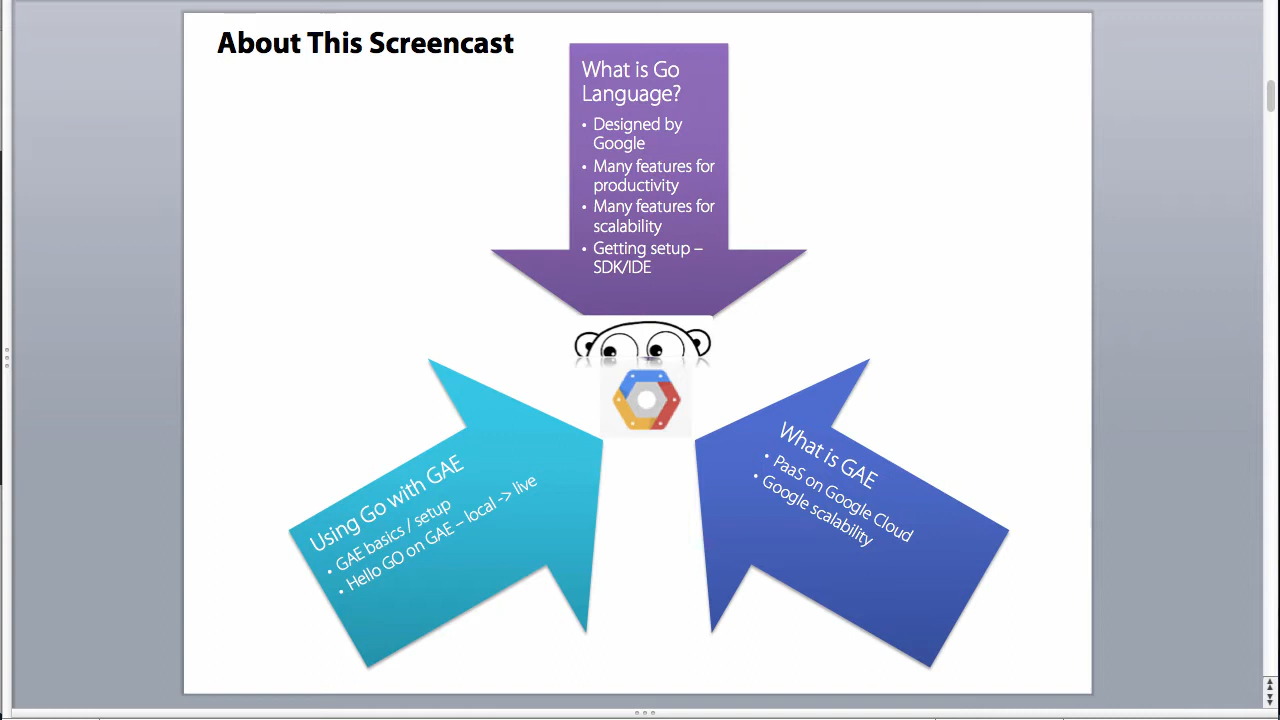 About This Screencast
What is Go
Language?
• Designed by
Google
• Many features for
productivity
• Many features for
scalability
• Getting setup –
SDK/IDE
Using Go with GAE
• GAE basics / setup
• Hello GO on GAE – local -> live
What is GAE
• PaaS on Google Cloud
• Google scalability